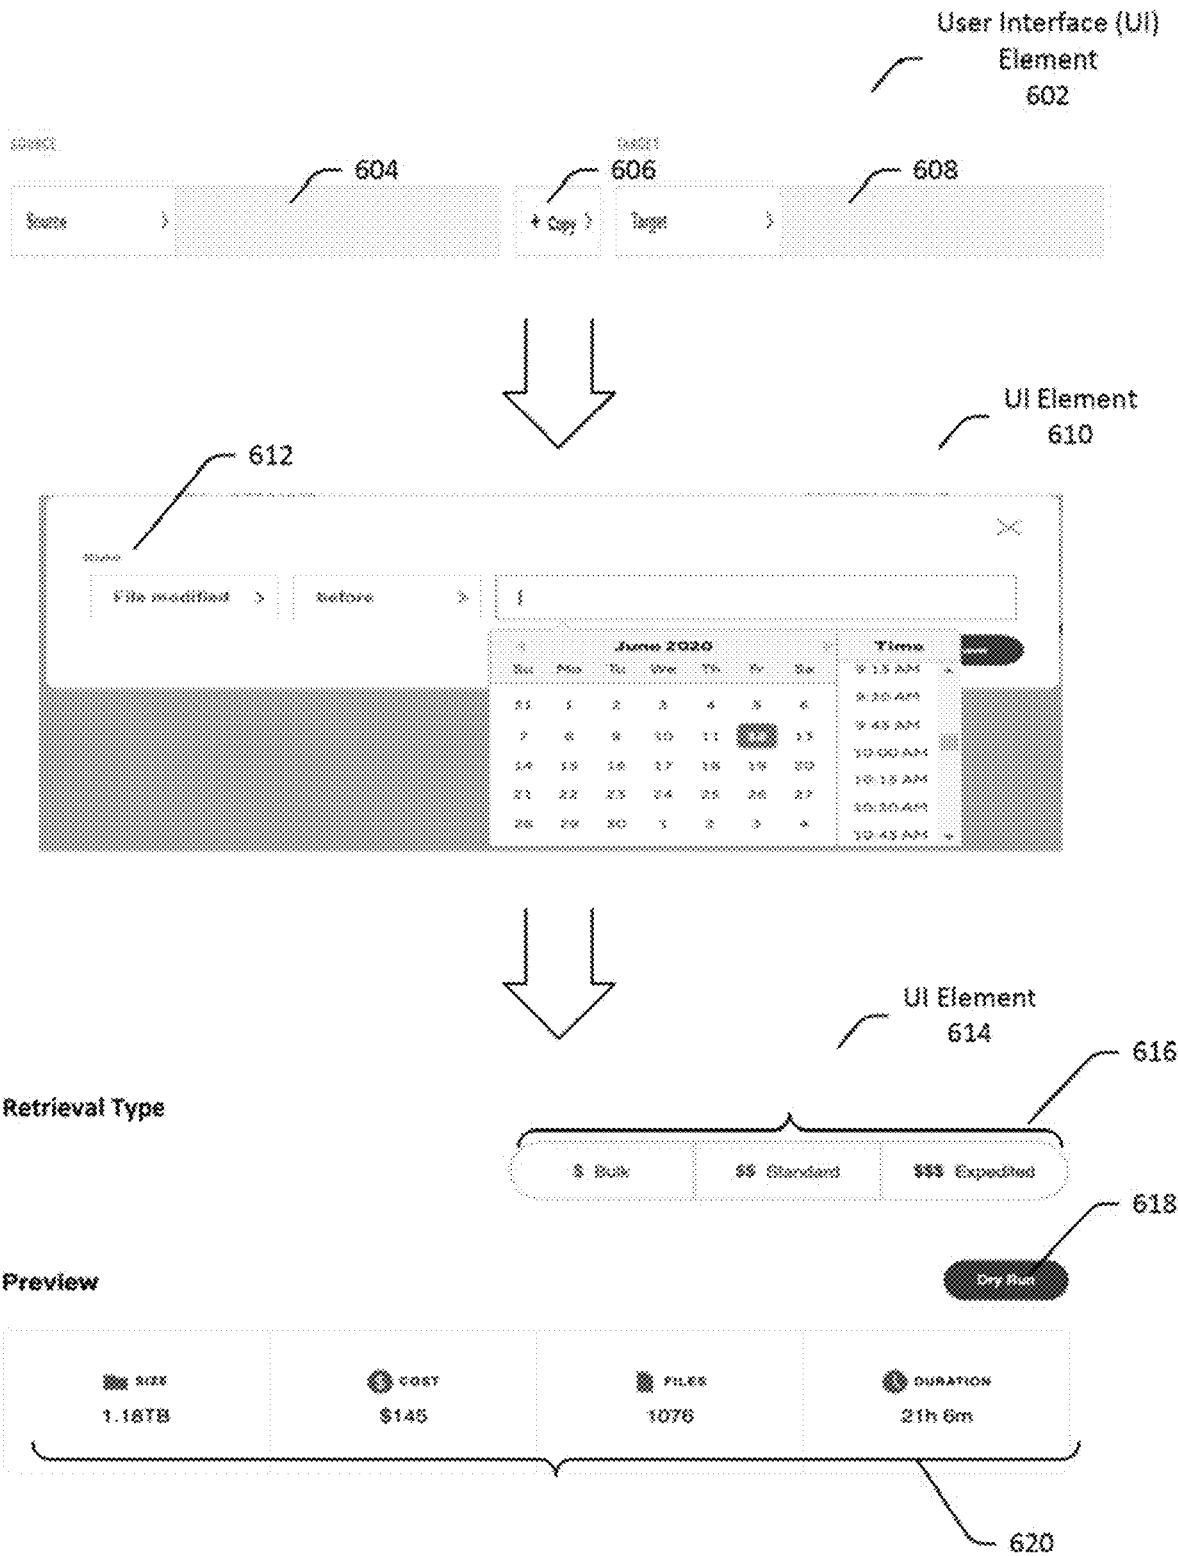 User Interface (UI)
Element
602
SOURCE
TARGET
604
606
608
Source >
+ Copy >
Target >
UI Element
610
612
File modified >
before >
< June 2020 >
Time
Su Mo Tu We Th Fr Sa
31 1 2 3 4 5 6
7 8 9 10 11 12 13
14 15 16 17 18 19 20
21 22 23 24 25 26 27
28 29 30 1 2 3 4
9:15 AM
9:30 AM
9:45 AM
10:00 AM
10:15 AM
10:30 AM
10:45 AM
UI Element
614
616
Retrieval Type
$ Bulk
$$ Standard
$$$ Expedited
618
Preview
Dry Run
SIZE
COST
FILES
DURATION
1.18TB
$145
1076
21h 6m
620